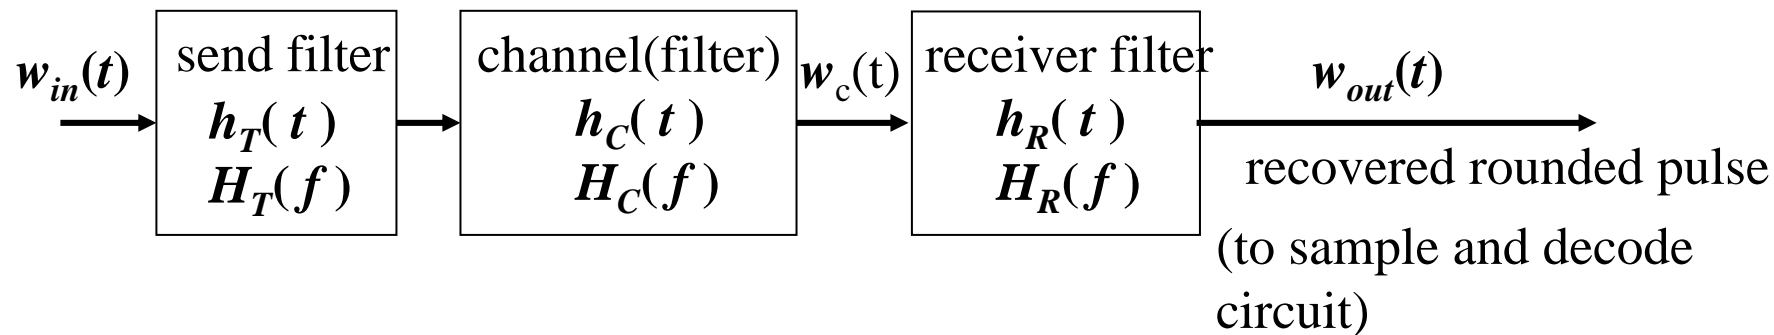 w_in(t)
send filter
h_T( t )
H_T(f)
channel(filter)
h_C( t )
H_C(f)
w_c(t)
receiver filter
h_R( t )
H_R(f)
w_out(t)
recovered rounded pulse
(to sample and decode
circuit)